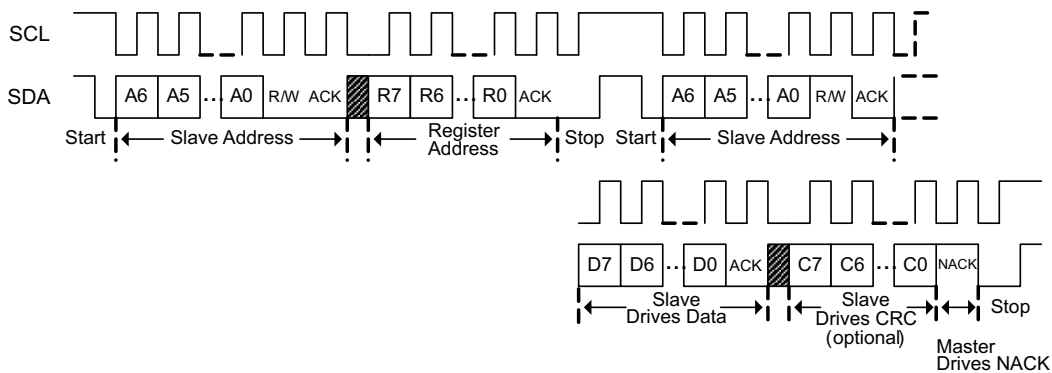 SCL
SDA
A6 A5 ... A0 R/W ACK R7 R6 ... R0 ACK A6 A5 ... A0 R/W ACK
Start Slave Address Register Address Stop Start Slave Address
D7 D6 ... D0 ACK C7 C6 ... C0 NACK
Slave Drives Data Slave Drives CRC (optional) Stop
Master Drives NACK